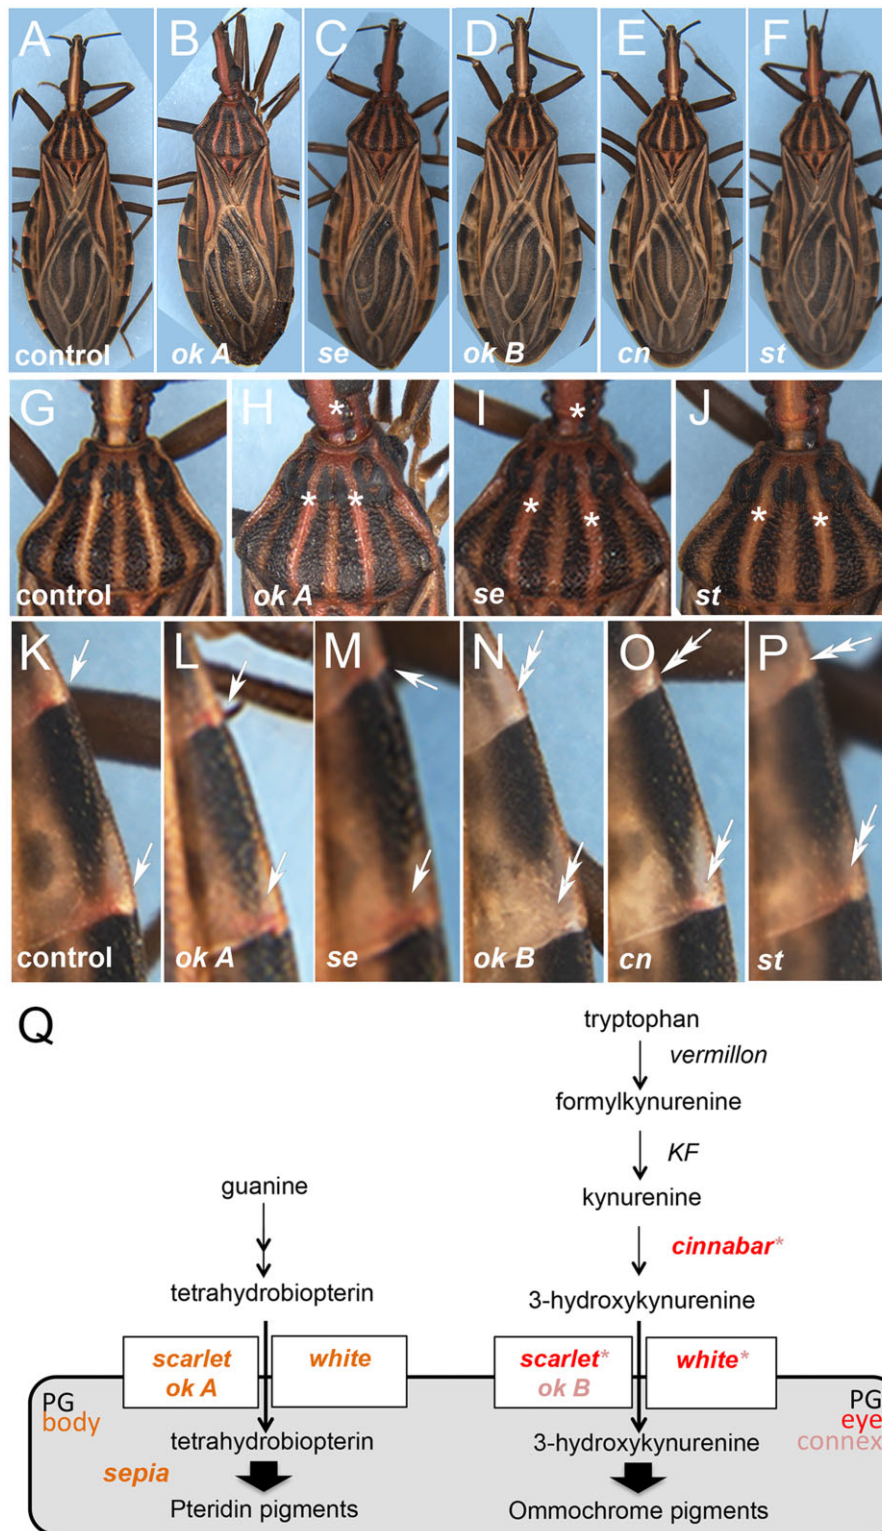 A B C D E F
control ok A se ok B cn st
G H I J
control ok A se st
K L M N O P
control ok A se ok B cn st
Q
tryptophan
vermillon
formylkynurenine
KF
guanine
kynurenine
cinnabar*
tetrahydrobiopterin
3-hydroxykynurenine
scarlet white scarlet* white*
ok A ok B
PG PG
body eye
connex
tetrahydrobiopterin 3-hydroxykynurenine
sepia
Pteridin pigments Ommochrome pigments